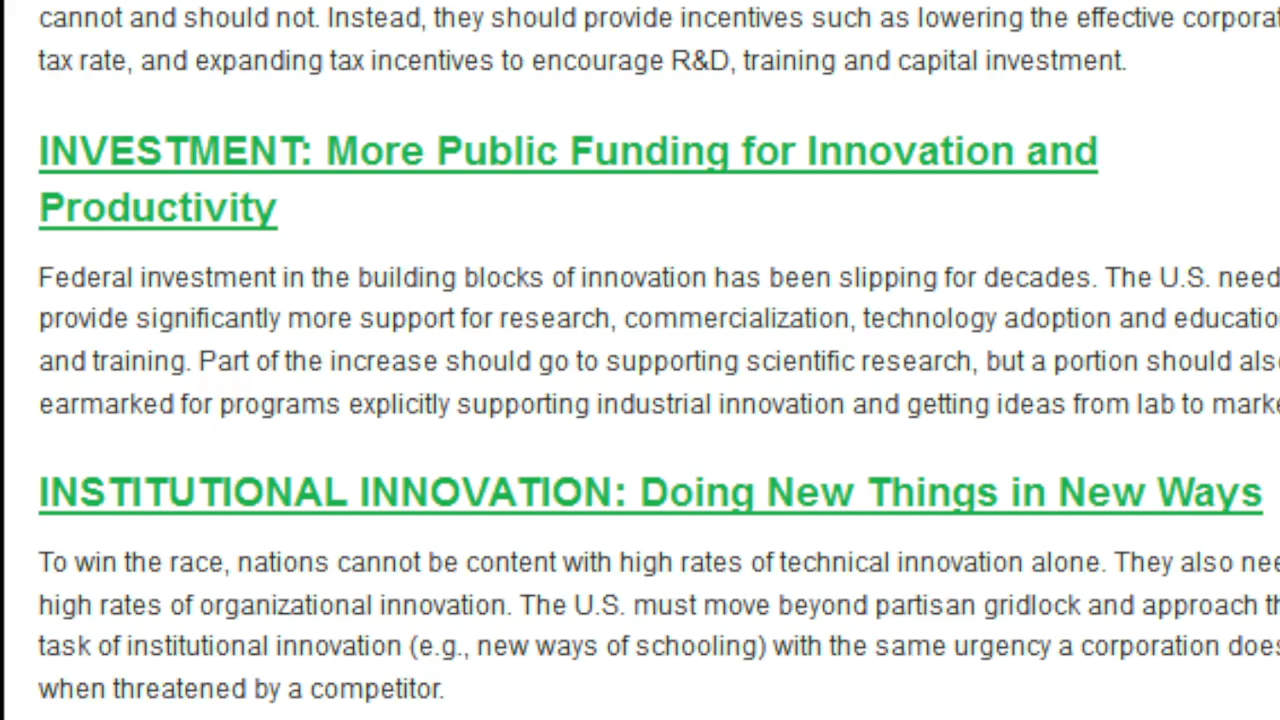 cannot and should not. Instead, they should provide incentives such as lowering the effective corporat
tax rate, and expanding tax incentives to encourage R&D, training and capital investment.
INVESTMENT: More Public Funding for Innovation and
Productivity
Federal investment in the building blocks of innovation has been slipping for decades. The U.S. need
provide significantly more support for research, commercialization, technology adoption and educatio
and training. Part of the increase should go to supporting scientific research, but a portion should als
earmarked for programs explicitly supporting industrial innovation and getting ideas from lab to marke
INSTITUTIONAL INNOVATION: Doing New Things in New Ways
To win the race, nations cannot be content with high rates of technical innovation alone. They also nee
high rates of organizational innovation. The U.S. must move beyond partisan gridlock and approach th
task of institutional innovation (e.g., new ways of schooling) with the same urgency a corporation does
when threatened by a competitor.